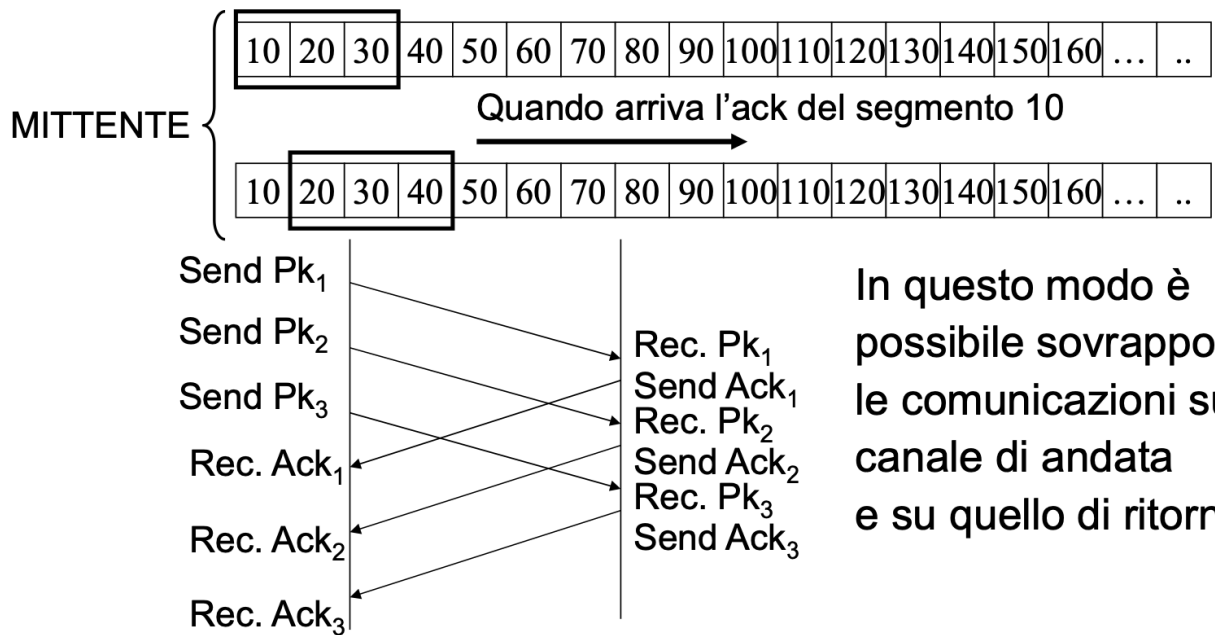 10 20 30 40 50 60 70 80 90 100 110 120 130 140 150 160 ... ..
Quando arriva l'ack del segmento 10
MITTENTE
10 20 30 40 50 60 70 80 90 100 110 120 130 140 150 160 ... ..
Send Pk₁
Send Pk₂
Send Pk₃
Rec. Ack₁
Rec. Ack₂
Rec. Ack₃
Rec. Pk₁
Send Ack₁
Rec. Pk₂
Send Ack₂
Rec. Pk₃
Send Ack₃
In questo modo è
possibile sovrappo
le comunicazioni su
canale di andata
e su quello di ritorn